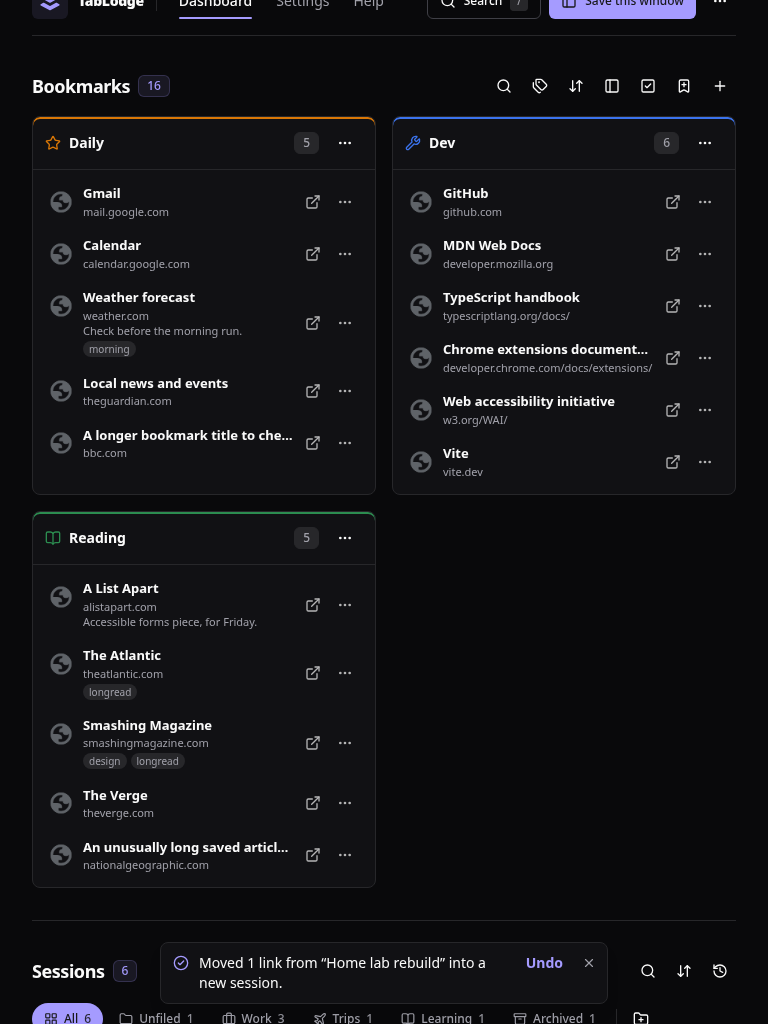 TabLodge Dashboard Settings Help Search / Save this window
Bookmarks 16
Daily 5
Gmail
mail.google.com
Calendar
calendar.google.com
Weather forecast
weather.com
Check before the morning run.
morning
Local news and events
theguardian.com
A longer bookmark title to che...
bbc.com
Dev 6
GitHub
github.com
MDN Web Docs
developer.mozilla.org
TypeScript handbook
typescriptlang.org/docs/
Chrome extensions document...
developer.chrome.com/docs/extensions/
Web accessibility initiative
w3.org/WAI/
Vite
vite.dev
Reading 5
A List Apart
alistapart.com
Accessible forms piece, for Friday.
The Atlantic
theatlantic.com
longread
Smashing Magazine
smashingmagazine.com
design longread
The Verge
theverge.com
An unusually long saved articl...
nationalgeographic.com
Sessions 6
Moved 1 link from “Home lab rebuild” into a
new session.
Undo
All 6 Unfiled 1 Work 3 Trips 1 Learning 1 Archived 1